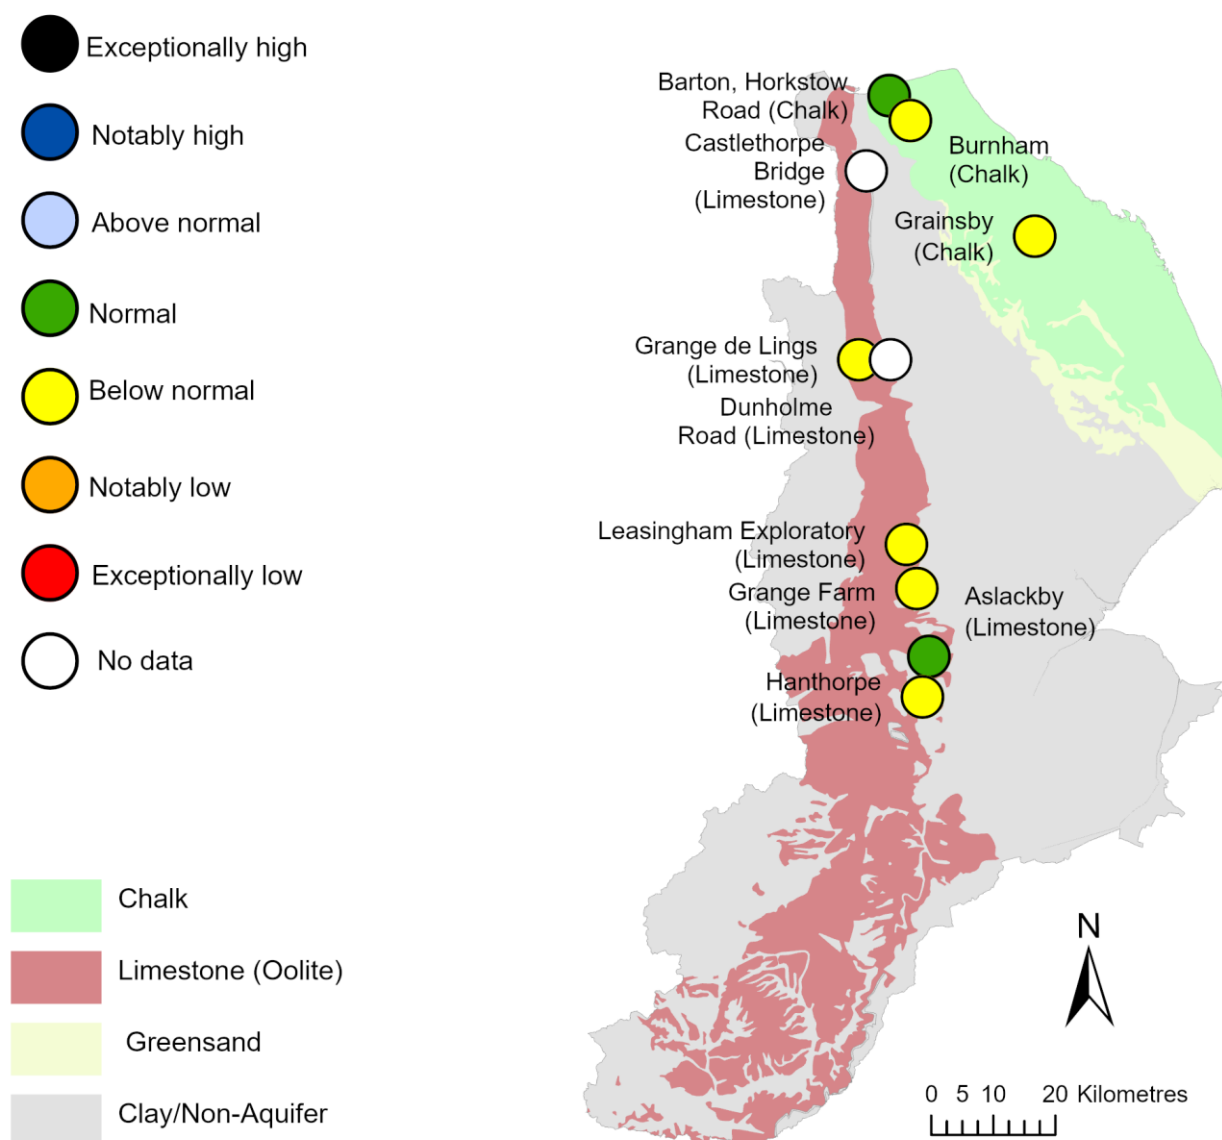 Exceptionally high
Notably high
Above normal
Normal
Below normal
Notably low
Exceptionally low
No data
Chalk
Limestone (Oolite)
Greensand
Clay/Non-Aquifer
Barton, Horkstow
Road (Chalk)
Castlethorpe
Bridge
(Limestone)
Burnham
(Chalk)
Grainsby
(Chalk)
Grange de Lings
(Limestone)
Dunholme
Road (Limestone)
Leasingham Exploratory
(Limestone)
Grange Farm
(Limestone)
Aslackby
(Limestone)
Hanthorpe
(Limestone)
N
0 5 10 20 Kilometres